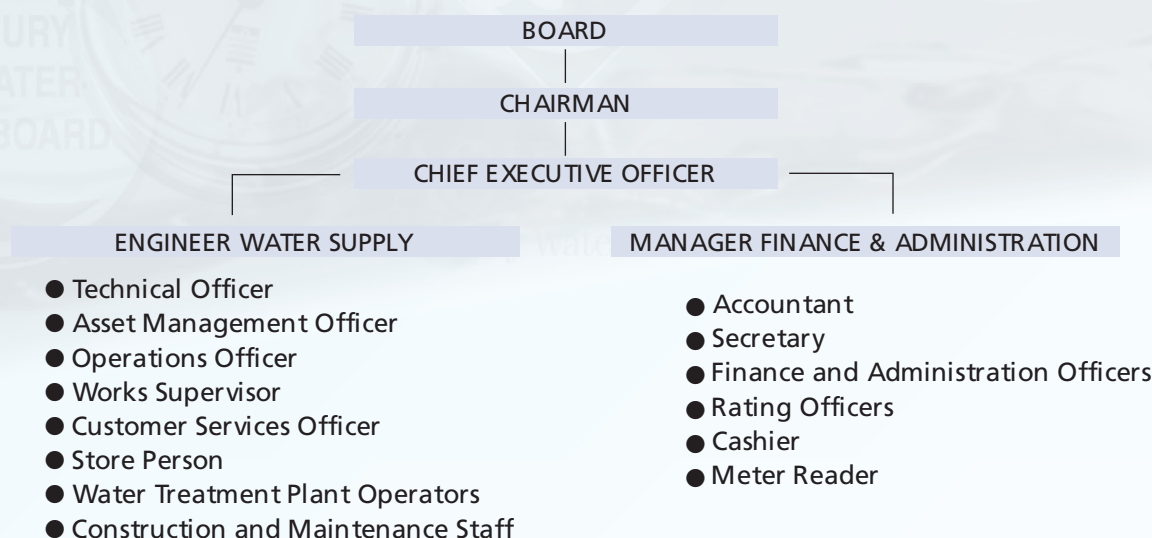 BOARD
CHAIRMAN
CHIEF EXECUTIVE OFFICER
ENGINEER WATER SUPPLY
● Technical Officer
● Asset Management Officer
● Operations Officer
● Works Supervisor
● Customer Services Officer
● Store Person
● Water Treatment Plant Operators
● Construction and Maintenance Staff
MANAGER FINANCE & ADMINISTRATION
● Accountant
● Secretary
● Finance and Administration Officers
● Rating Officers
● Cashier
● Meter Reader